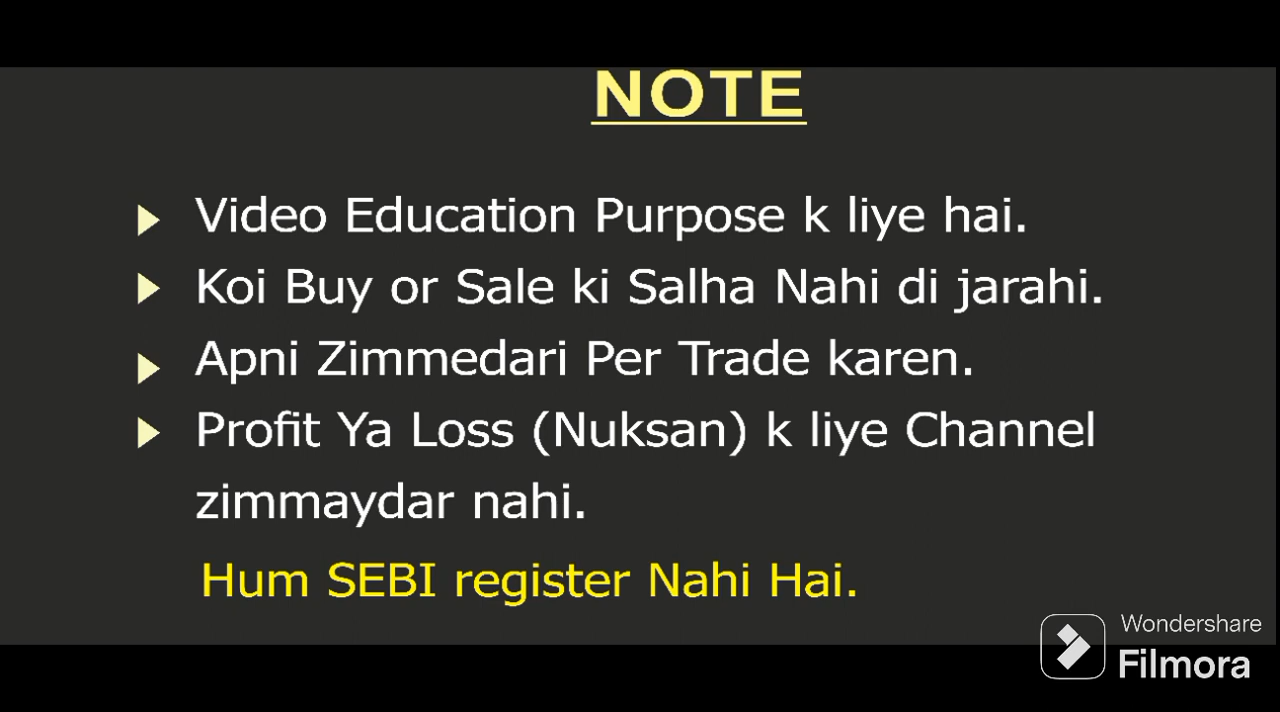 NOTE
Video Education Purpose k liye hai.
Koi Buy or Sale ki Salha Nahi di jarahi.
Apni Zimmedari Per Trade karen.
Profit Ya Loss (Nuksan) k liye Channel
zimmaydar nahi.
Hum SEBI register Nahi Hai.
Wondershare
Filmora